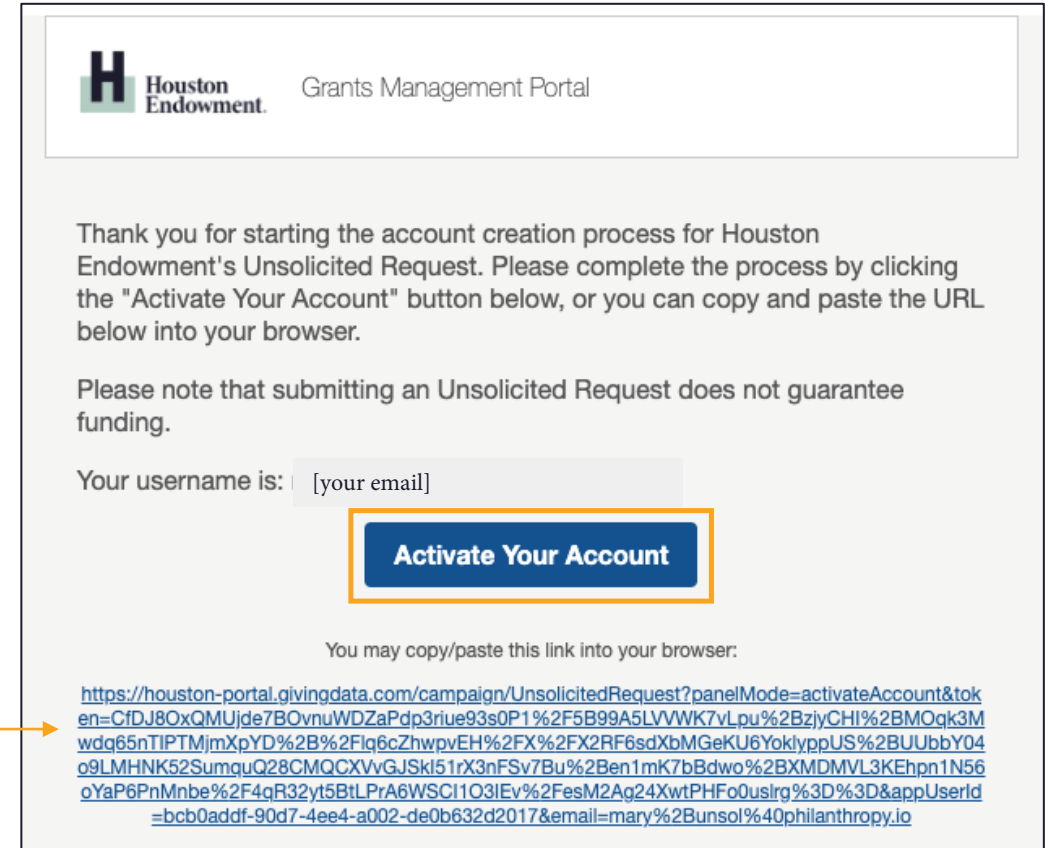 H Houston Endowment.
Grants Management Portal
Thank you for starting the account creation process for Houston
Endowment's Unsolicited Request. Please complete the process by clicking
the "Activate Your Account" button below, or you can copy and paste the URL
below into your browser.
Please note that submitting an Unsolicited Request does not guarantee
funding.
Your username is: [your email]
Activate Your Account
You may copy/paste this link into your browser:
https://houston-portal.givingdata.com/campaign/UnsolicitedRequest?panelMode=activateAccount&tok
en=CfDJ8OxQMUjde7BOvnuWDZaPdp3riue93s0P1%2F5B99A5LVVWK7vLpu%2BzjyCHI%2BMOqk3M
wdq65nTIPTMjmXpYD%2B%2Flq6cZhwpvEH%2FX%2FX2RF6sdXbMGeKU6YoklyppUS%2BUUbbY04
o9LMHNK52SumquQ28CMQCXVvGJSkI51rX3nFSv7Bu%2Ben1mK7bBdwo%2BXMDMVL3KEhpn1N56
oYaP6PnMnbe%2F4qR32yt5BtLPrA6WSCI1O3IEv%2FesM2Ag24XwtPHFo0usIrg%3D%3D&appUserId
=bcb0addf-90d7-4ee4-a002-de0b632d2017&email=mary%2Bunsol%40philanthropy.io